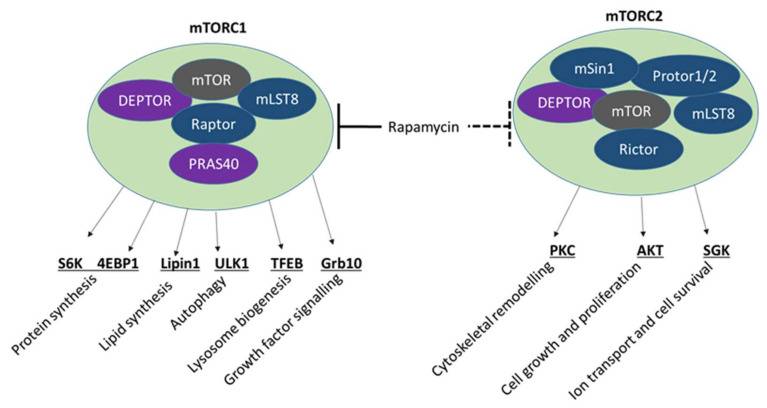 mTORC1
mTOR
DEPTOR
mLST8
Raptor
PRAS40
Rapamycin
mTORC2
mSin1
Protor1/2
DEPTOR
mTOR
mLST8
Rictor
S6K 4EBP1 Lipin1 ULK1 TFEB Grb10
Protein synthesis
Lipid synthesis
Autophagy
Lysosome biogenesis
Growth factor signalling
PKC AKT SGK
Cytoskeletal remodelling
Cell growth and proliferation
Ion transport and cell survival